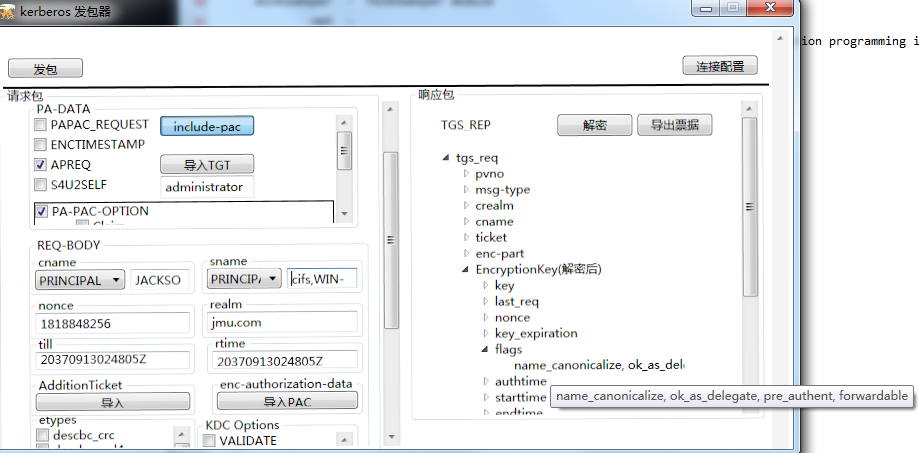 kerberos 发包器
ion programming i
发包
连接配置
请求包
PA-DATA
PAPAC_REQUEST
include-pac
ENCTIMESTAMP
APREQ
导入TGT
S4U2SELF
administrator
PA-PAC-OPTION
Claim
REQ-BODY
cname
PRINCIPAL
JACKSO
sname
PRINCIP
cifs,WIN-
nonce
1818848256
realm
jmu.com
till
20370913024805Z
rtime
20370913024805Z
AdditionTicket
导入
enc-authorization-data
导入PAC
etypes
descbc_crc
KDC Options
VALIDATE
响应包
TGS_REP
解密
导出票据
tgs_req
pvno
msg-type
crealm
cname
ticket
enc-part
EncryptionKey(解密后)
key
last_req
nonce
key_expiration
flags
name_canonicalize, ok_as_del
authtime
starttime
endtime
name_canonicalize, ok_as_delegate, pre_authent, forwardable